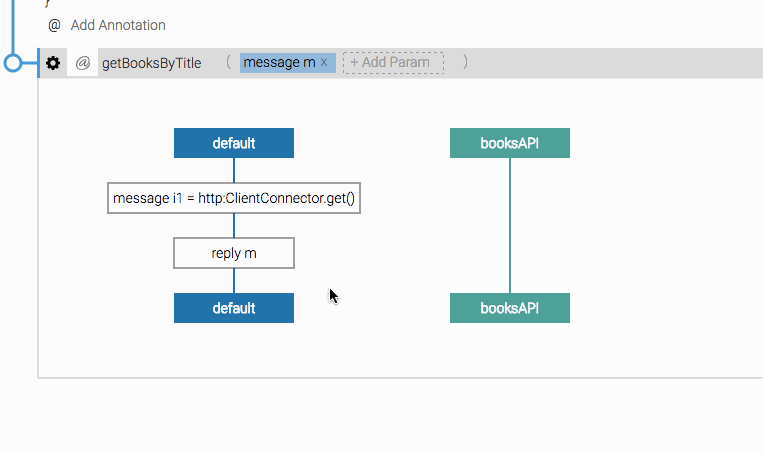 @ Add Annotation
@ getBooksByTitle ( message m x + Add Param )
default booksAPI
message i1 = http:ClientConnector.get()
reply m
default booksAPI